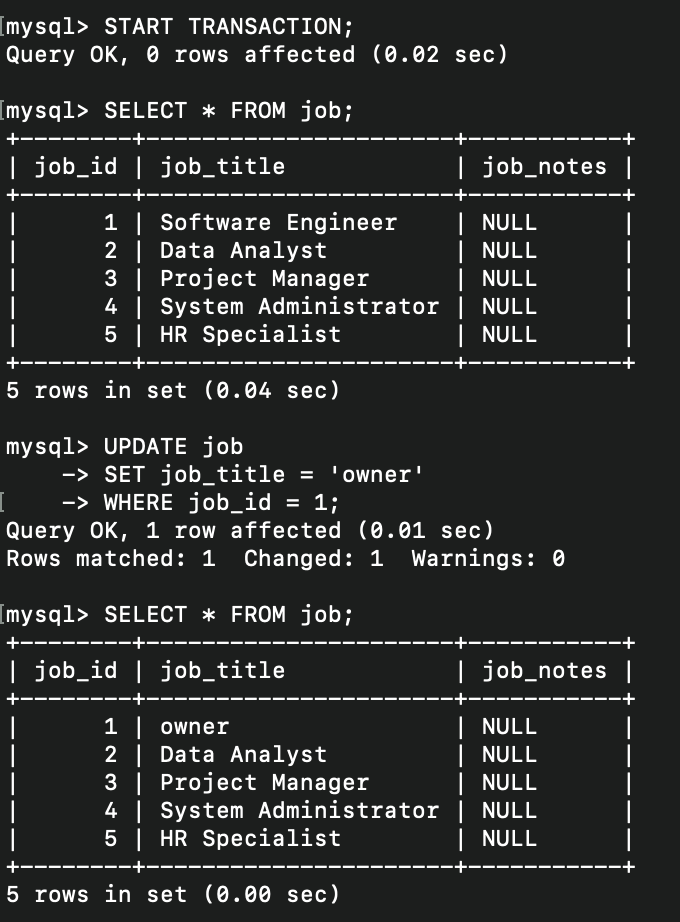 mysql> START TRANSACTION;
Query OK, 0 rows affected (0.02 sec)
mysql> SELECT * FROM job;
+--------+----------------------+-----------+
| job_id | job_title            | job_notes |
+--------+----------------------+-----------+
|      1 | Software Engineer    | NULL      |
|      2 | Data Analyst         | NULL      |
|      3 | Project Manager      | NULL      |
|      4 | System Administrator | NULL      |
|      5 | HR Specialist        | NULL      |
+--------+----------------------+-----------+
5 rows in set (0.04 sec)
mysql> UPDATE job
    -> SET job_title = 'owner'
    -> WHERE job_id = 1;
Query OK, 1 row affected (0.01 sec)
Rows matched: 1  Changed: 1  Warnings: 0
mysql> SELECT * FROM job;
+--------+----------------------+-----------+
| job_id | job_title            | job_notes |
+--------+----------------------+-----------+
|      1 | owner                | NULL      |
|      2 | Data Analyst         | NULL      |
|      3 | Project Manager      | NULL      |
|      4 | System Administrator | NULL      |
|      5 | HR Specialist        | NULL      |
+--------+----------------------+-----------+
5 rows in set (0.00 sec)